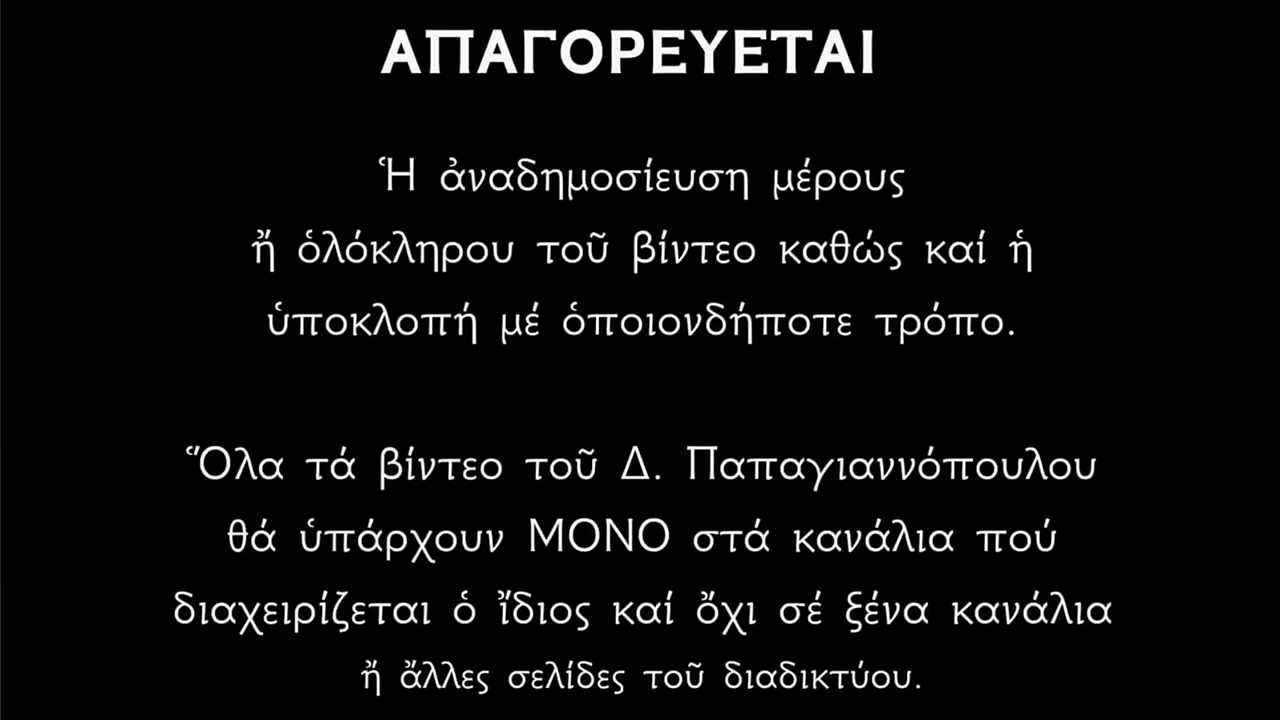 ΑΠΑΓΟΡΕΥΕΤΑΙ
Ἡ ἀναδημοσίευση μέρους
ἤ ὁλόκληρου τοῦ βίντεο καθώς καί ἡ
ὑποκλοπή μέ ὁποιονδήποτε τρόπο.
Ὅλα τά βίντεο τοῦ Δ. Παπαγιαννόπουλου
θά ὑπάρχουν ΜΟΝΟ στά κανάλια πού
διαχειρίζεται ὁ ἴδιος καί ὄχι σέ ξένα κανάλια
ἤ ἄλλες σελίδες τοῦ διαδικτύου.